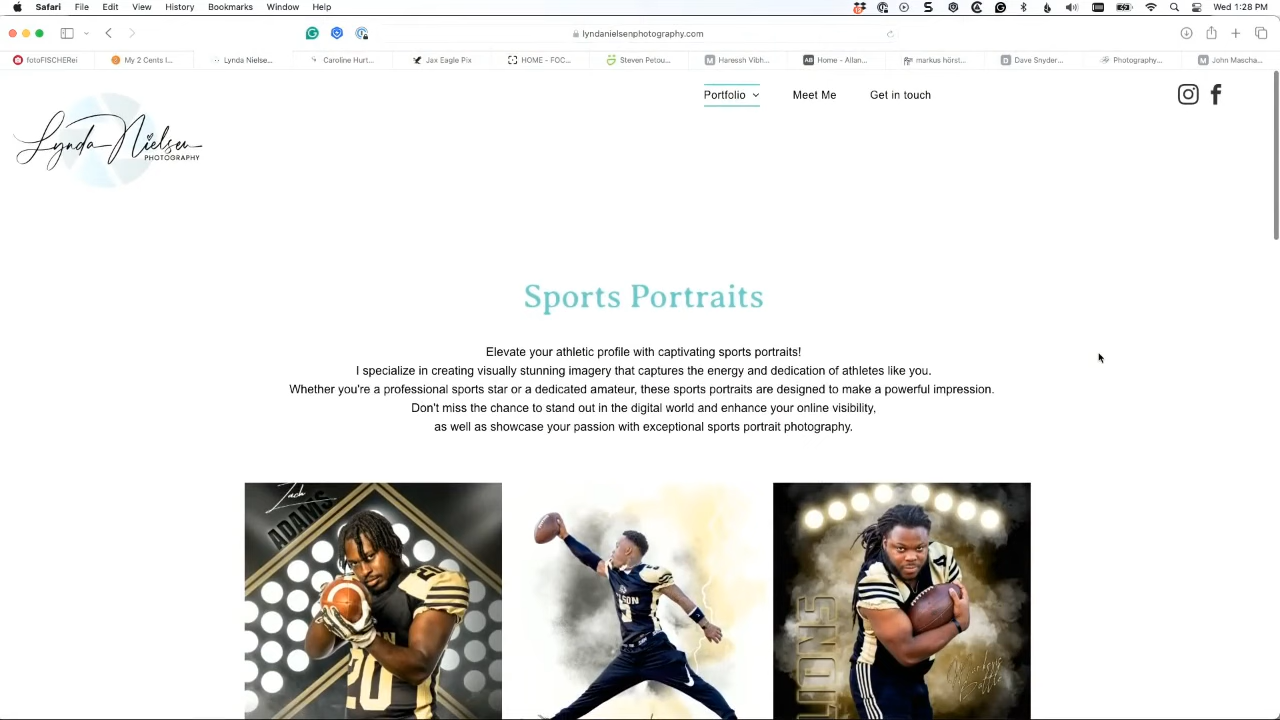 Safari File Edit View History Bookmarks Window Help Wed 1:28 PM
lyndanielsenphotography.com
fotoFISCHERei My 2 Cents I... Lynda Nielse... Caroline Hurt... Jax Eagle Pix HOME - FOC... Steven Petou... Haressh Vibh... Home - Allan... markus hörst... Dave Snyder... Photography... John Mascha...
Portfolio Meet Me Get in touch
Lynda Nielsen
PHOTOGRAPHY
Sports Portraits
Elevate your athletic profile with captivating sports portraits!
I specialize in creating visually stunning imagery that captures the energy and dedication of athletes like you.
Whether you're a professional sports star or a dedicated amateur, these sports portraits are designed to make a powerful impression.
Don't miss the chance to stand out in the digital world and enhance your online visibility,
as well as showcase your passion with exceptional sports portrait photography.
Zach
ADAMS
20